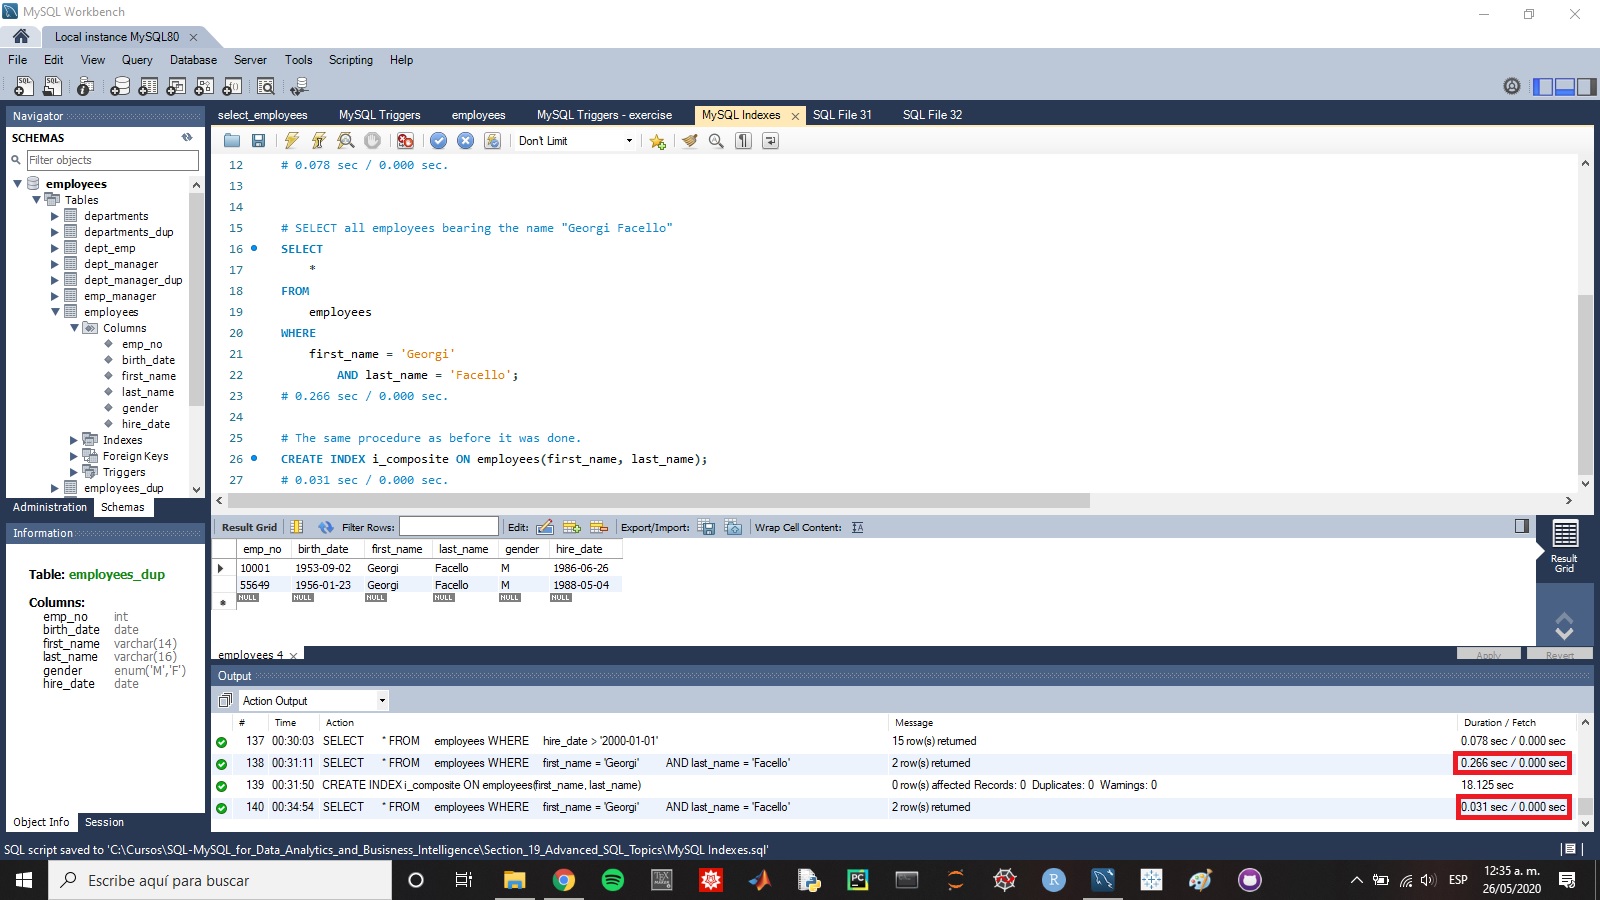 MySQL Workbench
Local instance MySQL80
File Edit View Query Database Server Tools Scripting Help
Navigator
SCHEMAS
Filter objects
employees
Tables
departments
departments_dup
dept_emp
dept_manager
dept_manager_dup
emp_manager
employees
Columns
emp_no
birth_date
first_name
last_name
gender
hire_date
Indexes
Foreign Keys
Triggers
employees_dup
Administration Schemas
Information
Table: employees_dup
Columns:
emp_no int
birth_date date
first_name varchar(14)
last_name varchar(16)
gender enum('M','F')
hire_date date
Object Info Session
select_employees MySQL Triggers employees MySQL Triggers - exercise MySQL Indexes SQL File 31 SQL File 32
Don't Limit
12 # 0.078 sec / 0.000 sec.
13
14
15 # SELECT all employees bearing the name "Georgi Facello"
16 SELECT
17 *
18 FROM
19 employees
20 WHERE
21 first_name = 'Georgi'
22 AND last_name = 'Facello';
23 # 0.266 sec / 0.000 sec.
24
25 # The same procedure as before it was done.
26 CREATE INDEX i_composite ON employees(first_name, last_name);
27 # 0.031 sec / 0.000 sec.
Result Grid Filter Rows: Edit: Export/Import: Wrap Cell Content:
emp_no birth_date first_name last_name gender hire_date
10001 1953-09-02 Georgi Facello M 1986-06-26
55649 1956-01-23 Georgi Facello M 1988-05-04
NULL NULL NULL NULL NULL NULL
Result
Grid
employees 4
Apply Revert
Output
Action Output
# Time Action Message Duration / Fetch
137 00:30:03 SELECT * FROM employees WHERE hire_date > '2000-01-01' 15 row(s) returned 0.078 sec / 0.000 sec
138 00:31:11 SELECT * FROM employees WHERE first_name = 'Georgi' AND last_name = 'Facello' 2 row(s) returned 0.266 sec / 0.000 sec
139 00:31:50 CREATE INDEX i_composite ON employees(first_name, last_name) 0 row(s) affected Records: 0 Duplicates: 0 Warnings: 0 18.125 sec
140 00:34:54 SELECT * FROM employees WHERE first_name = 'Georgi' AND last_name = 'Facello' 2 row(s) returned 0.031 sec / 0.000 sec
SQL script saved to 'C:\Cursos\SQL-MySQL_for_Data_Analytics_and_Business_Intelligence\Section_19_Advanced_SQL_Topics\MySQL Indexes.sql'
Escribe aquí para buscar
ESP
12:35 a. m.
26/05/2020